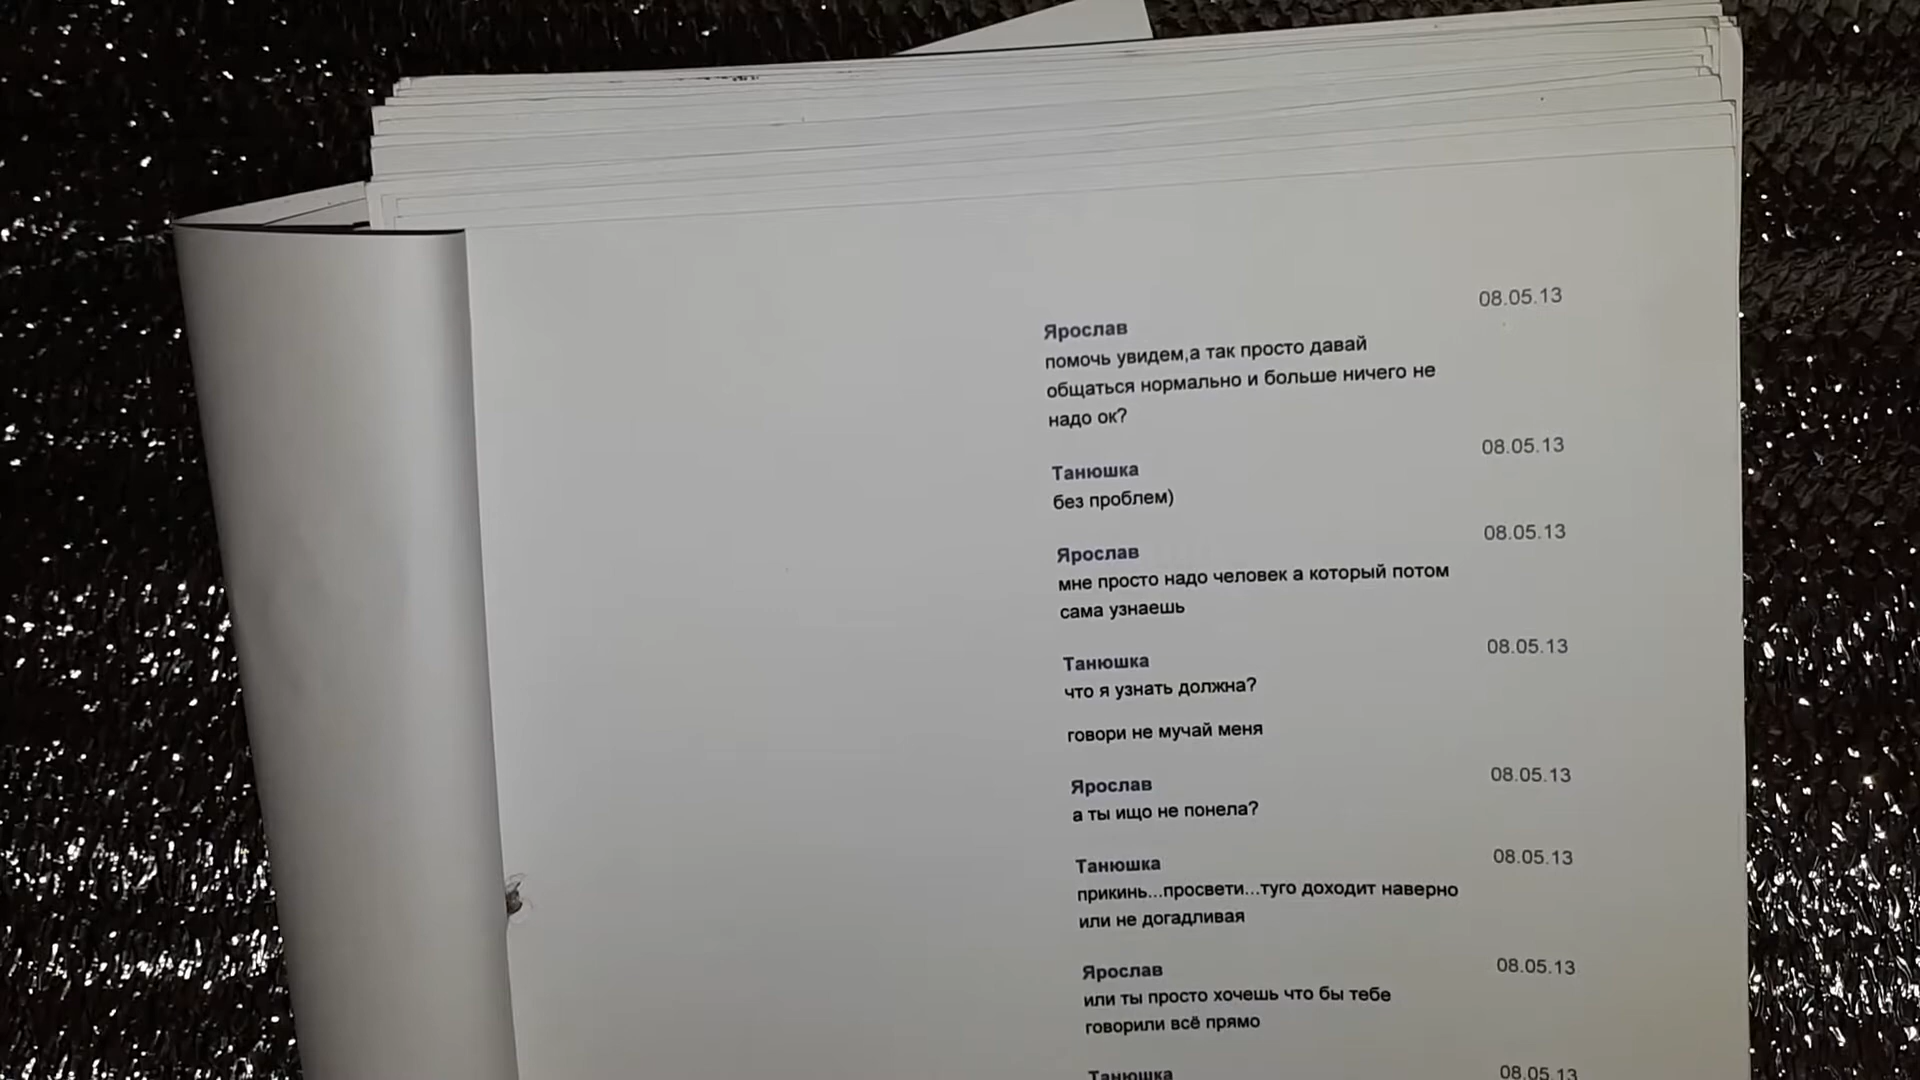 08.05.13
Ярослав
помочь увидем,а так просто давай
общаться нормально и больше ничего не
надо ок?
08.05.13
Танюшка
без проблем)
08.05.13
Ярослав
мне просто надо человек а который потом
сама узнаешь
08.05.13
Танюшка
что я узнать должна?
говори не мучай меня
08.05.13
Ярослав
а ты ищо не понела?
08.05.13
Танюшка
прикинь...просвети...туго доходит наверно
или не догадливая
08.05.13
Ярослав
или ты просто хочешь что бы тебе
говорили всё прямо
08.05.13
Танюшка